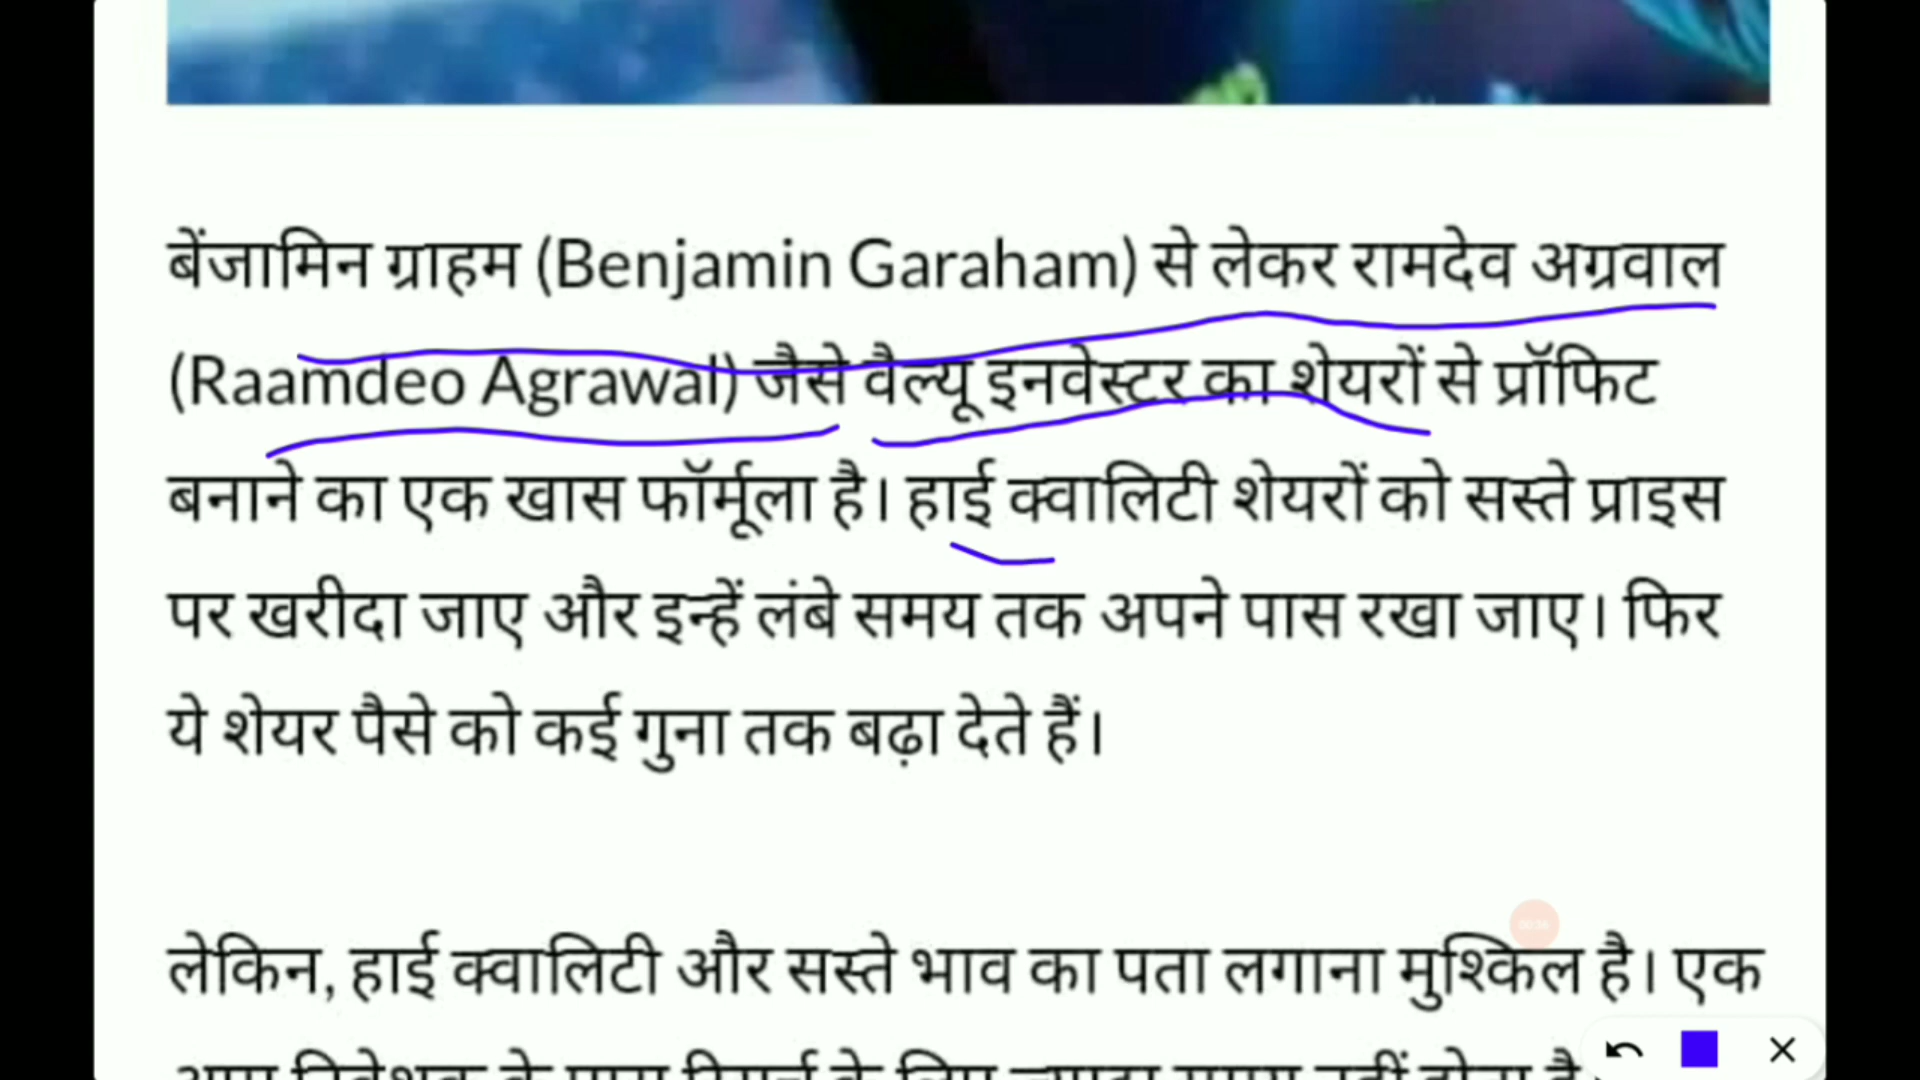 बेंजामिन ग्राहम (Benjamin Garaham) से लेकर रामदेव अग्रवाल
(Raamdeo Agrawal) जैसे वैल्यू इनवेस्टर का शेयरों से प्रॉफिट
बनाने का एक खास फॉर्मूला है। हाई क्वालिटी शेयरों को सस्ते प्राइस
पर खरीदा जाए और इन्हें लंबे समय तक अपने पास रखा जाए। फिर
ये शेयर पैसे को कई गुना तक बढ़ा देते हैं।
लेकिन, हाई क्वालिटी और सस्ते भाव का पता लगाना मुश्किल है। एक